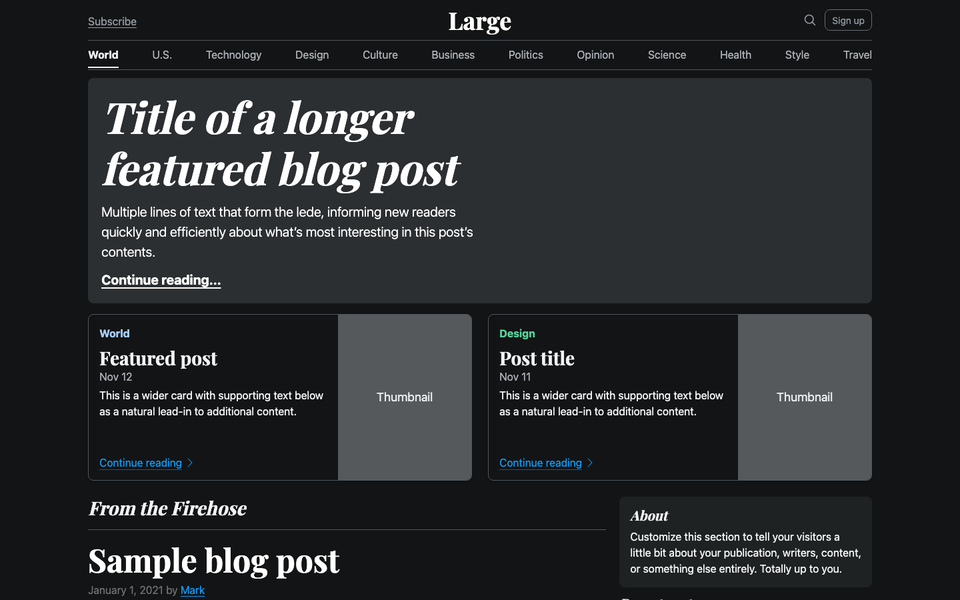 Subscribe
Large
Sign up
World U.S. Technology Design Culture Business Politics Opinion Science Health Style Travel
Title of a longer
featured blog post
Multiple lines of text that form the lede, informing new readers
quickly and efficiently about what's most interesting in this post's
contents.
Continue reading...
World
Featured post
Nov 12
This is a wider card with supporting text below
as a natural lead-in to additional content.
Continue reading
Thumbnail
Design
Post title
Nov 11
This is a wider card with supporting text below
as a natural lead-in to additional content.
Continue reading
Thumbnail
From the Firehose
Sample blog post
January 1, 2021 by Mark
About
Customize this section to tell your visitors a
little bit about your publication, writers, content,
or something else entirely. Totally up to you.